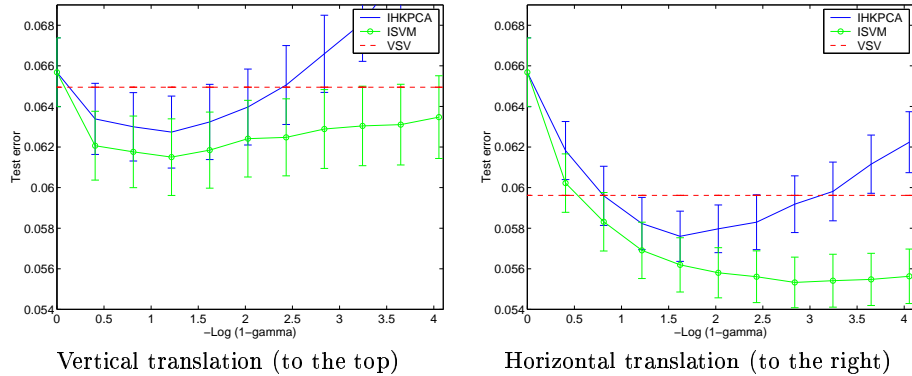 0.068
0.066
0.064
0.062
0.06
0.058
0.056
0.054
Test error
IHKPCA
ISVM
VSV
0 0.5 1 1.5 2 2.5 3 3.5 4
−Log (1−gamma)
Vertical translation (to the top)
0.068
0.066
0.064
0.062
0.06
0.058
0.056
0.054
Test error
IHKPCA
ISVM
VSV
0 0.5 1 1.5 2 2.5 3 3.5 4
−Log (1−gamma)
Horizontal translation (to the right)